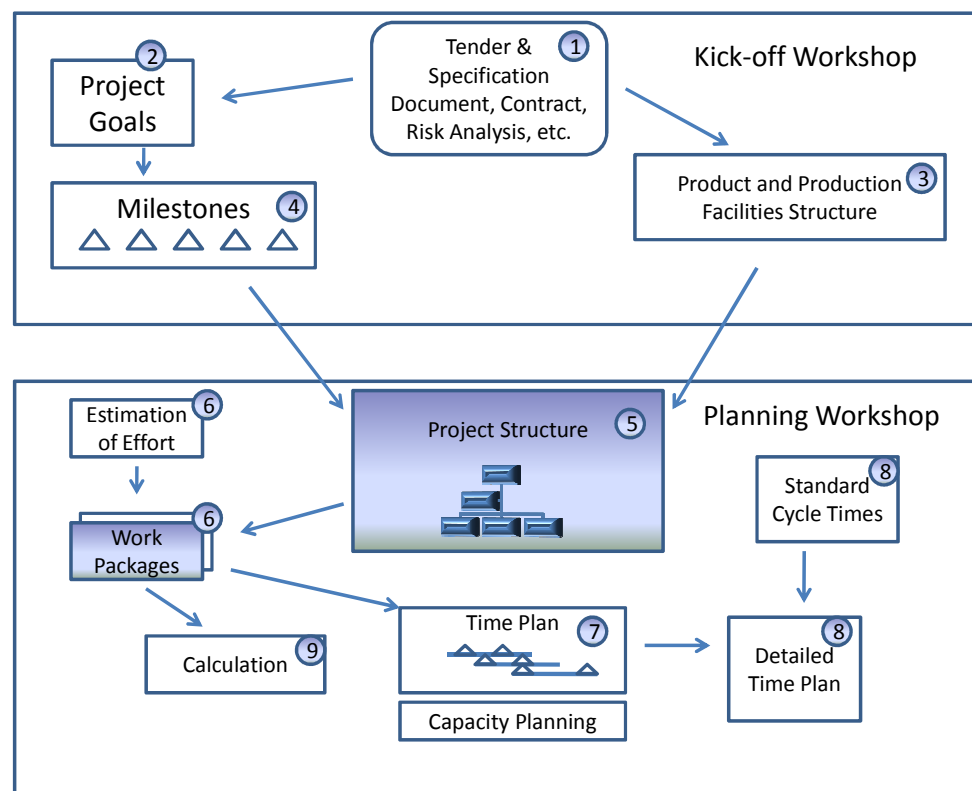 Kick-off Workshop
1
Tender &
Specification
Document, Contract,
Risk Analysis, etc.
2
Project
Goals
3
Product and Production
Facilities Structure
4
Milestones
Planning Workshop
5
Project Structure
6
Estimation
of Effort
6
Work
Packages
8
Standard
Cycle Times
7
Time Plan
Capacity Planning
8
Detailed
Time Plan
9
Calculation